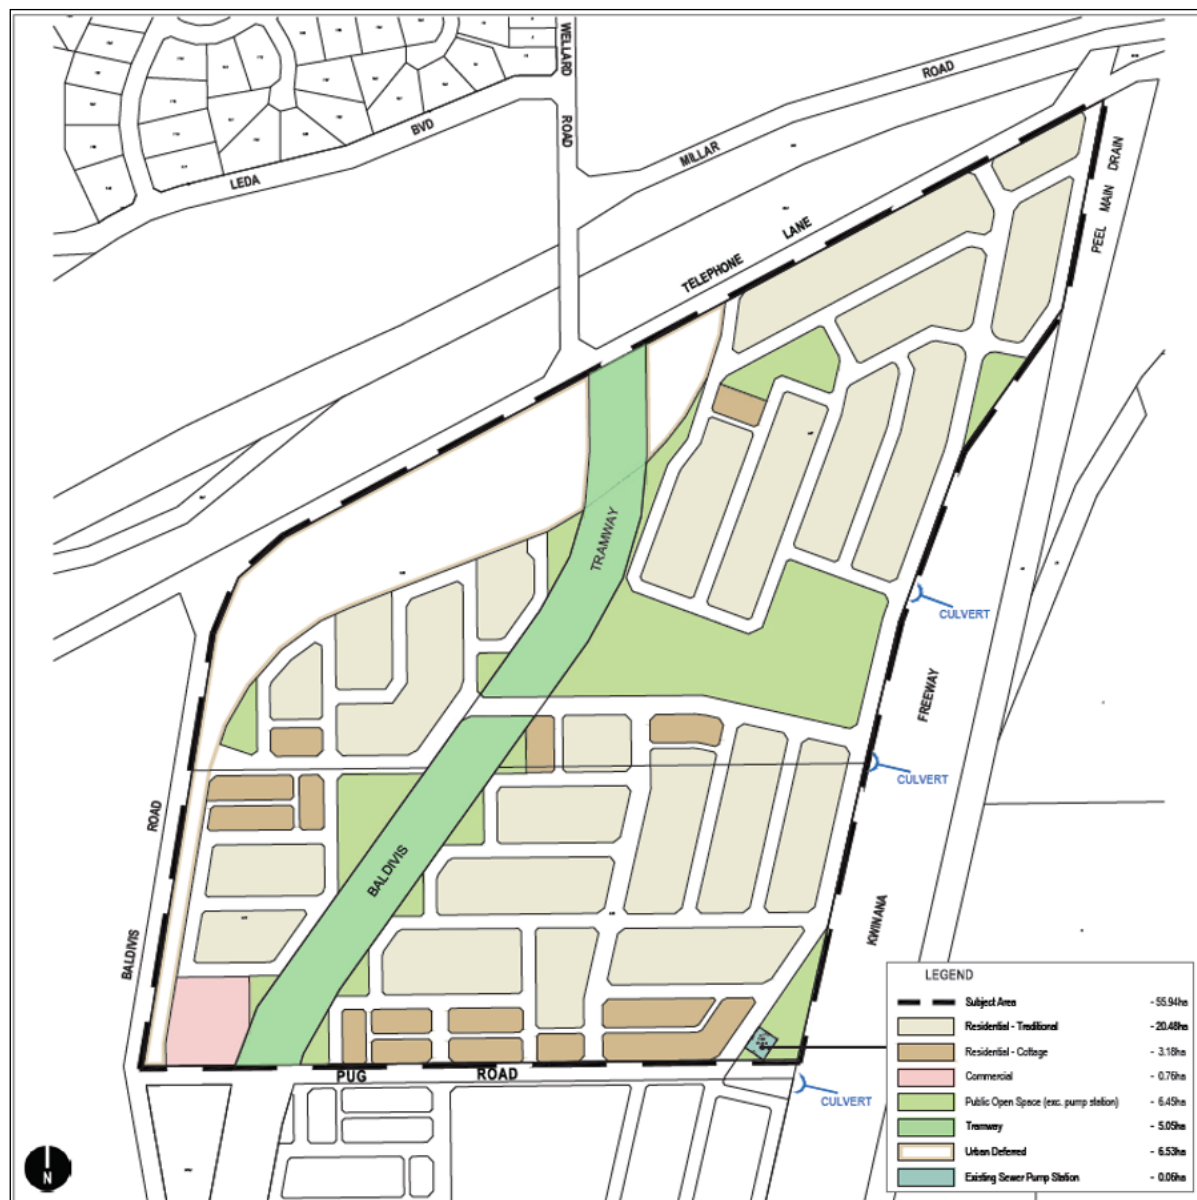 WELLARD
ROAD
ROAD
MILLAR
BVD
LEDA
PEEL MAIN DRAIN
TELEPHONE LANE
TRAMWAY
CULVERT
FREEWAY
CULVERT
ROAD
BALDIVIS
KWINANA
BALDIVIS
PUG ROAD
CULVERT
LEGEND
Subject Area - 55.94ha
Residential - Traditional - 20.48ha
Residential - Cottage - 3.18ha
Commercial - 0.76ha
Public Open Space (exc. pump station) - 6.45ha
Tramway - 5.05ha
Urban Deferred - 6.53ha
Existing Sewer Pump Station - 0.06ha
N